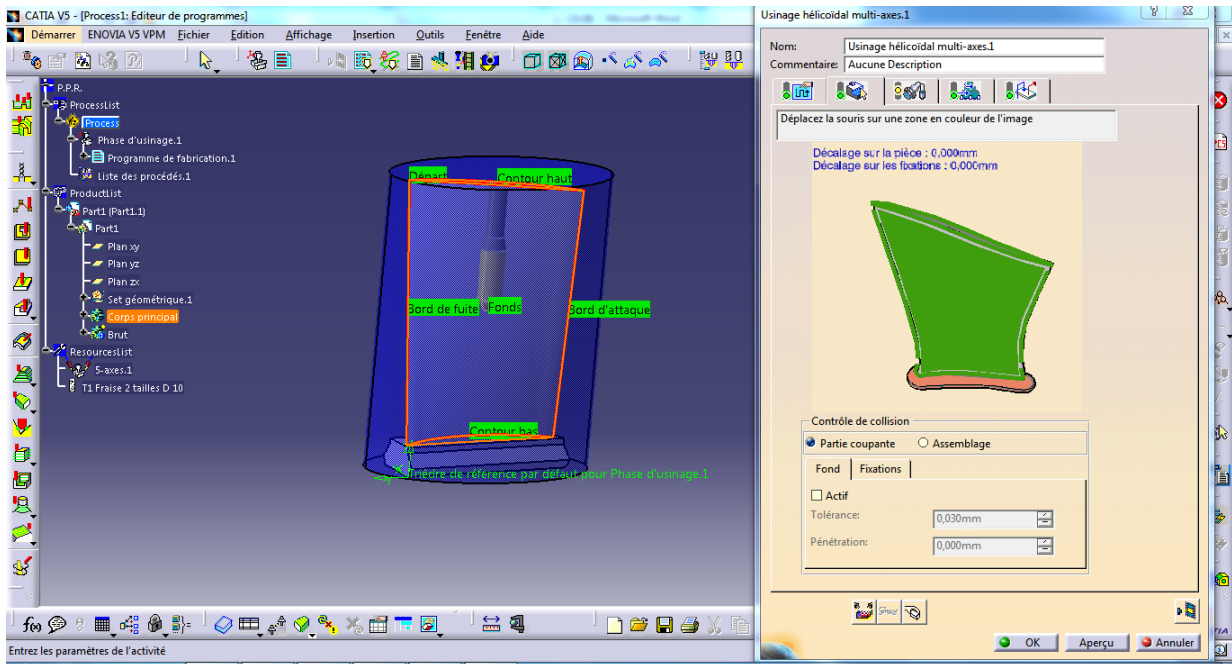 CATIA V5 - [Process1: Editeur de programmes]
Démarrer ENOVIA V5 VPM Fichier Edition Affichage Insertion Outils Fenêtre Aide
P.P.R.
ProcessList
Process
Phase d'usinage.1
Programme de fabrication.1
Liste des procédés.1
ProductList
Part1 (Part1.1)
Part1
Plan xy
Plan yz
Plan zx
Set géométrique.1
Corps principal
Brut
ResourcesList
5-axes.1
T1 Fraise 2 tailles D 10
Départ
Contour haut
Bord de fuite
Fonds
Bord d'attaque
Contour bas
Trièdre de référence par défaut pour Phase d'usinage.1
Entrez les paramètres de l'activité
Usinage hélicoïdal multi-axes.1
Nom: Usinage hélicoïdal multi-axes.1
Commentaire: Aucune Description
Déplacez la souris sur une zone en couleur de l'image
Décalage sur la pièce : 0,000mm
Décalage sur les fixations : 0,000mm
Contrôle de collision
Partie coupante Assemblage
Fond Fixations
Actif
Tolérance: 0,030mm
Pénétration: 0,000mm
OK Aperçu Annuler